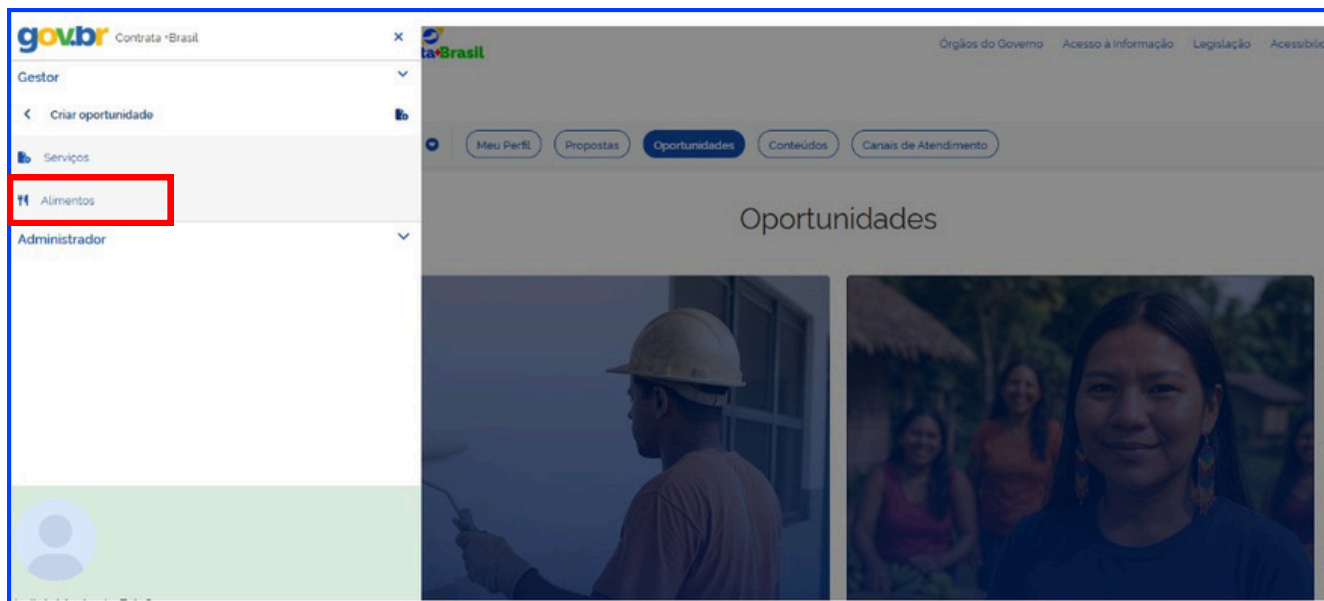 gov.br Contrata +Brasil
Gestor
Criar oportunidade
Serviços
Alimentos
Administrador
ta+Brasil
Órgãos do Governo Acesso à Informação Legislação
Meu Perfil Propostas Oportunidades Conteúdos Canais de Atendimento
Oportunidades